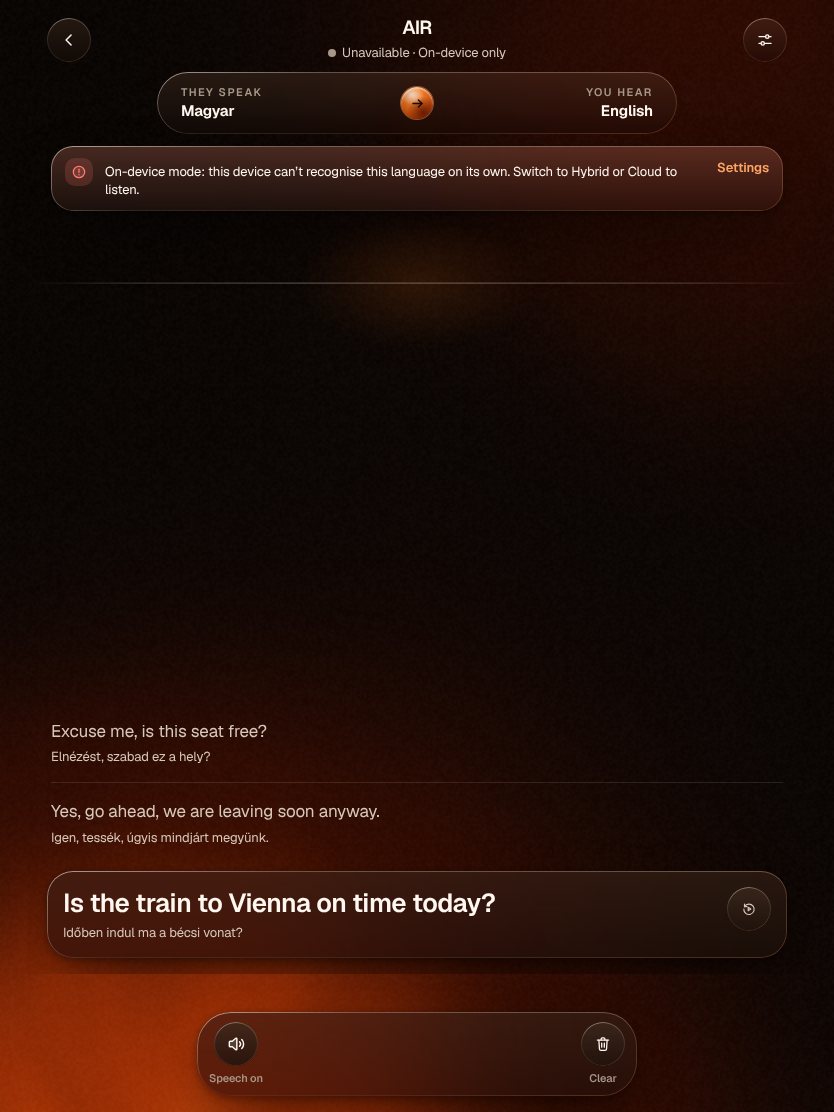 AIR
Unavailable · On-device only
THEY SPEAK
Magyar
YOU HEAR
English
On-device mode: this device can’t recognise this language on its own. Switch to Hybrid or Cloud to
listen.
Settings
Excuse me, is this seat free?
Elnézést, szabad ez a hely?
Yes, go ahead, we are leaving soon anyway.
Igen, tessék, úgyis mindjárt megyünk.
Is the train to Vienna on time today?
Időben indul ma a bécsi vonat?
Speech on
Clear